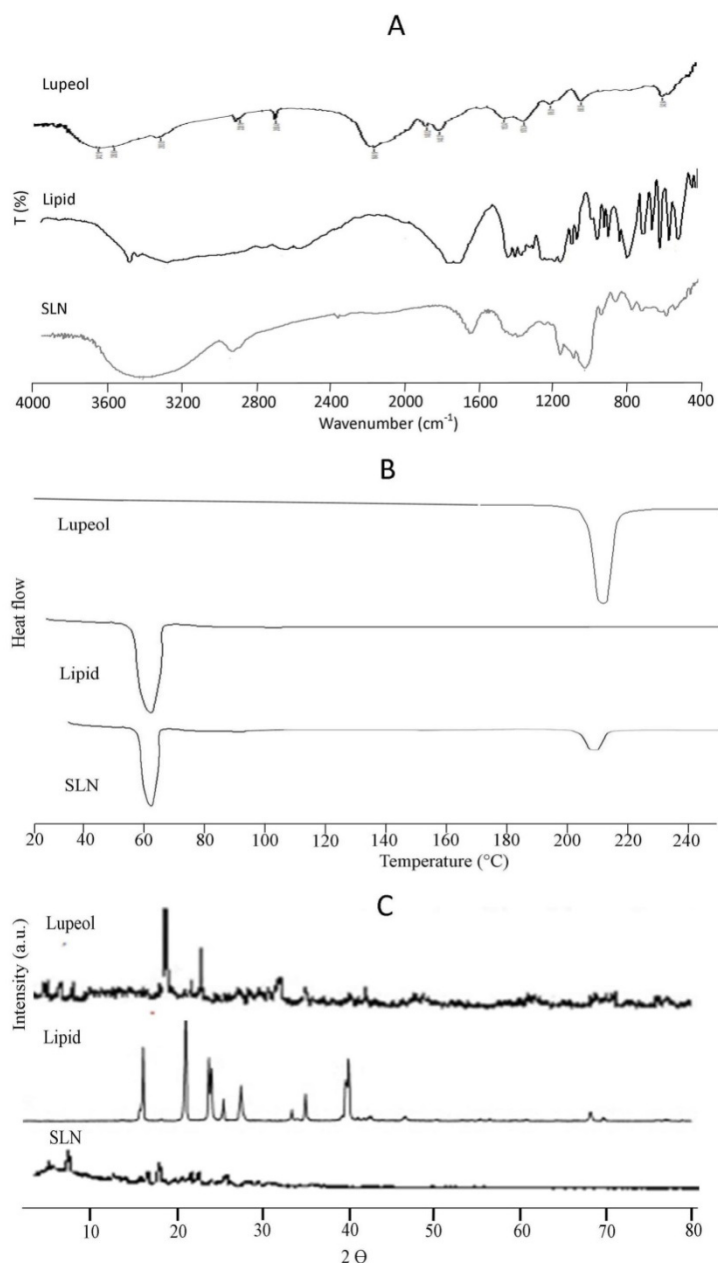 A
Lupeol
Lipid
SLN
T (%)
4000 3600 3200 2400 2000 1600 1200 800 400
Wavenumber (cm⁻¹)
B
Lupeol
Lipid
SLN
Heat flow
20 40 60 80 100 120 140 160 180 200 220 240
Temperature (°C)
C
Lupeol
Lipid
SLN
Intensity (a.u.)
10 20 30 40 50 60 70 80
2 Ө